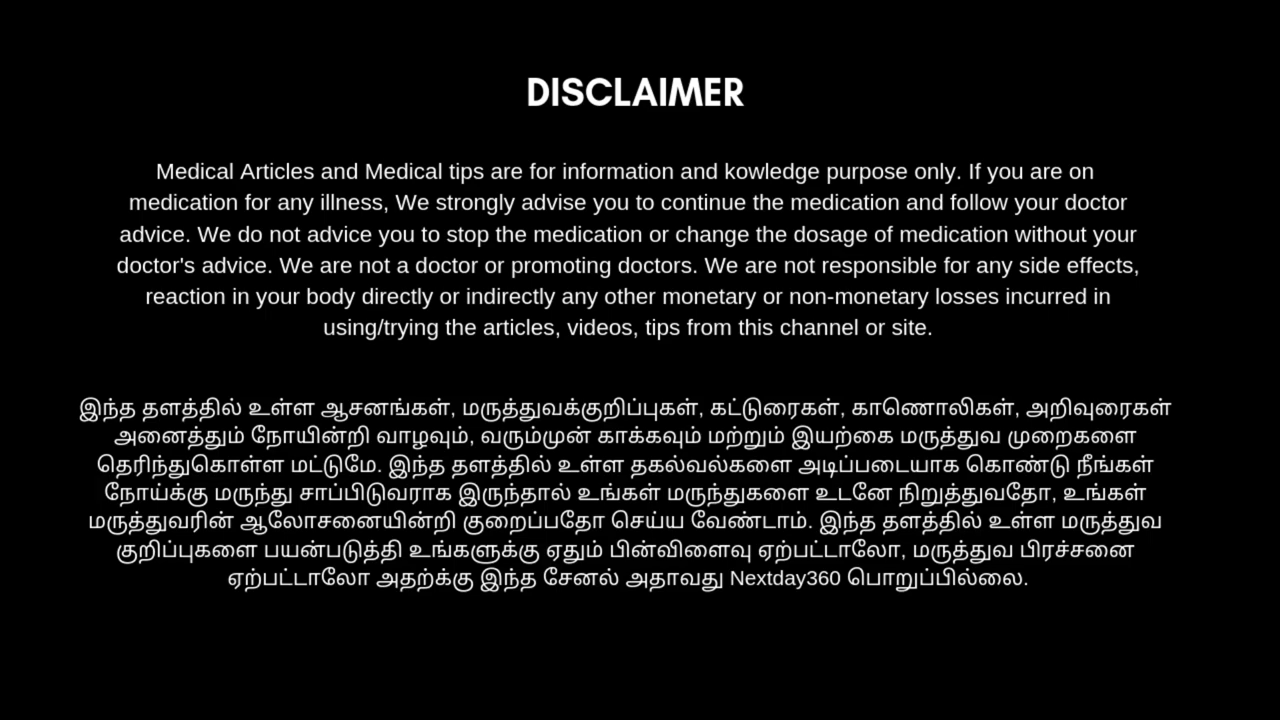 DISCLAIMER
Medical Articles and Medical tips are for information and kowledge purpose only. If you are on
medication for any illness, We strongly advise you to continue the medication and follow your doctor
advice. We do not advice you to stop the medication or change the dosage of medication without your
doctor's advice. We are not a doctor or promoting doctors. We are not responsible for any side effects,
reaction in your body directly or indirectly any other monetary or non-monetary losses incurred in
using/trying the articles, videos, tips from this channel or site.
இந்த தளத்தில் உள்ள ஆசனங்கள், மருத்துவக்குறிப்புகள், கட்டுரைகள், காணொலிகள், அறிவுரைகள்
அனைத்தும் நோயின்றி வாழவும், வரும்முன் காக்கவும் மற்றும் இயற்கை மருத்துவ முறைகளை
தெரிந்துகொள்ள மட்டுமே. இந்த தளத்தில் உள்ள தகல்வல்களை அடிப்படையாக கொண்டு நீங்கள்
நோய்க்கு மருந்து சாப்பிடுவராக இருந்தால் உங்கள் மருந்துகளை உடனே நிறுத்துவதோ, உங்கள்
மருத்துவரின் ஆலோசனையின்றி குறைப்பதோ செய்ய வேண்டாம். இந்த தளத்தில் உள்ள மருத்துவ
குறிப்புகளை பயன்படுத்தி உங்களுக்கு ஏதும் பின்விளைவு ஏற்பட்டாலோ, மருத்துவ பிரச்சனை
ஏற்பட்டாலோ அதற்க்கு இந்த சேனல் அதாவது Nextday360 பொறுப்பில்லை.